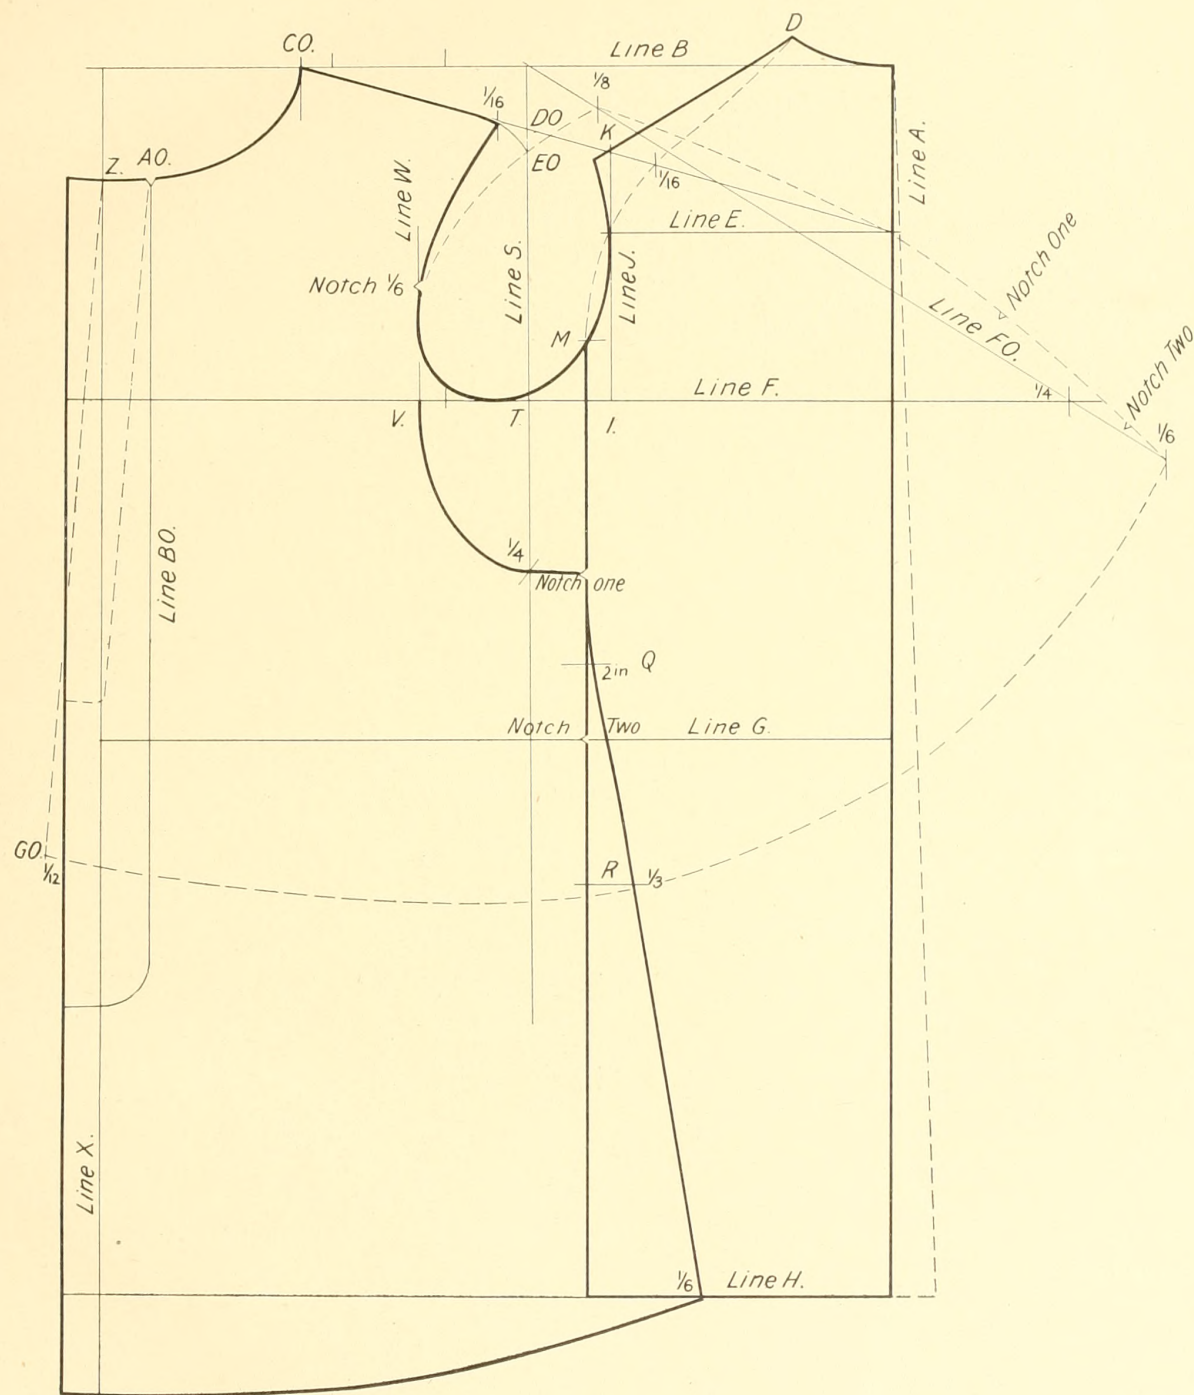 D
CO.
Line B
1/8
1/16
DO
K
EO
1/16
Z.
AO.
Line W.
Line A.
Line E.
Notch One
Notch 1/6
Line S.
Line J.
Line FO.
M
Notch Two
Line F.
1/4
V.
T.
I.
1/6
Line BO.
1/4
Notch one
2in Q
Notch Two
Line G.
GO.
1/12
R
1/3
Line X.
1/6
Line H.